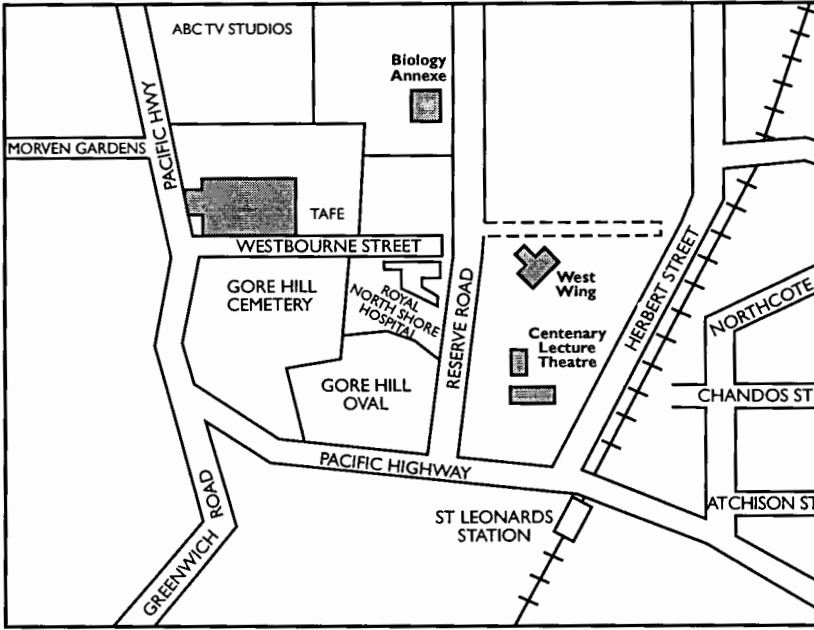 ABC TV STUDIOS
Biology
Annexe
PACIFIC HWY
MORVEN GARDENS
TAFE
WESTBOURNE STREET
GORE HILL
CEMETERY
ROYAL
NORTH SHORE
HOSPITAL
RESERVE ROAD
West
Wing
HERBERT STREET
NORTHCOTE
Centenary
Lecture
Theatre
GORE HILL
OVAL
CHANDOS ST
PACIFIC HIGHWAY
ATCHISON ST
ST LEONARDS
STATION
GREENWICH ROAD